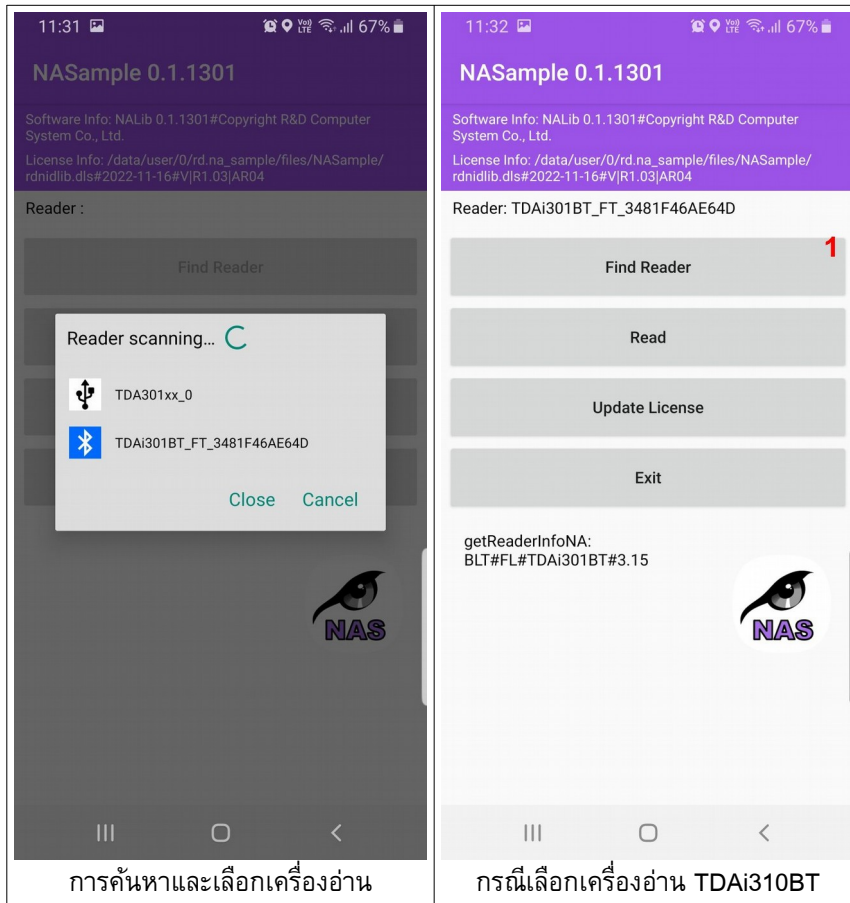 11:31 VoD LTE 67%
NASample 0.1.1301
Software Info: NALib 0.1.1301#Copyright R&D Computer
System Co., Ltd.
License Info: /data/user/0/rd.na_sample/files/NASample/
rdnidlib.dls#2022-11-16#V|R1.03|AR04
Reader :
Find Reader
Reader scanning...
TDA301xx_0
TDAi301BT_FT_3481F46AE64D
Close Cancel
NAS
การค้นหาและเลือกเครื่องอ่าน
11:32 VoD LTE 67%
NASample 0.1.1301
Software Info: NALib 0.1.1301#Copyright R&D Computer
System Co., Ltd.
License Info: /data/user/0/rd.na_sample/files/NASample/
rdnidlib.dls#2022-11-16#V|R1.03|AR04
Reader: TDAi301BT_FT_3481F46AE64D
1
Find Reader
Read
Update License
Exit
getReaderInfoNA:
BLT#FL#TDAi301BT#3.15
NAS
กรณีเลือกเครื่องอ่าน TDAi310BT